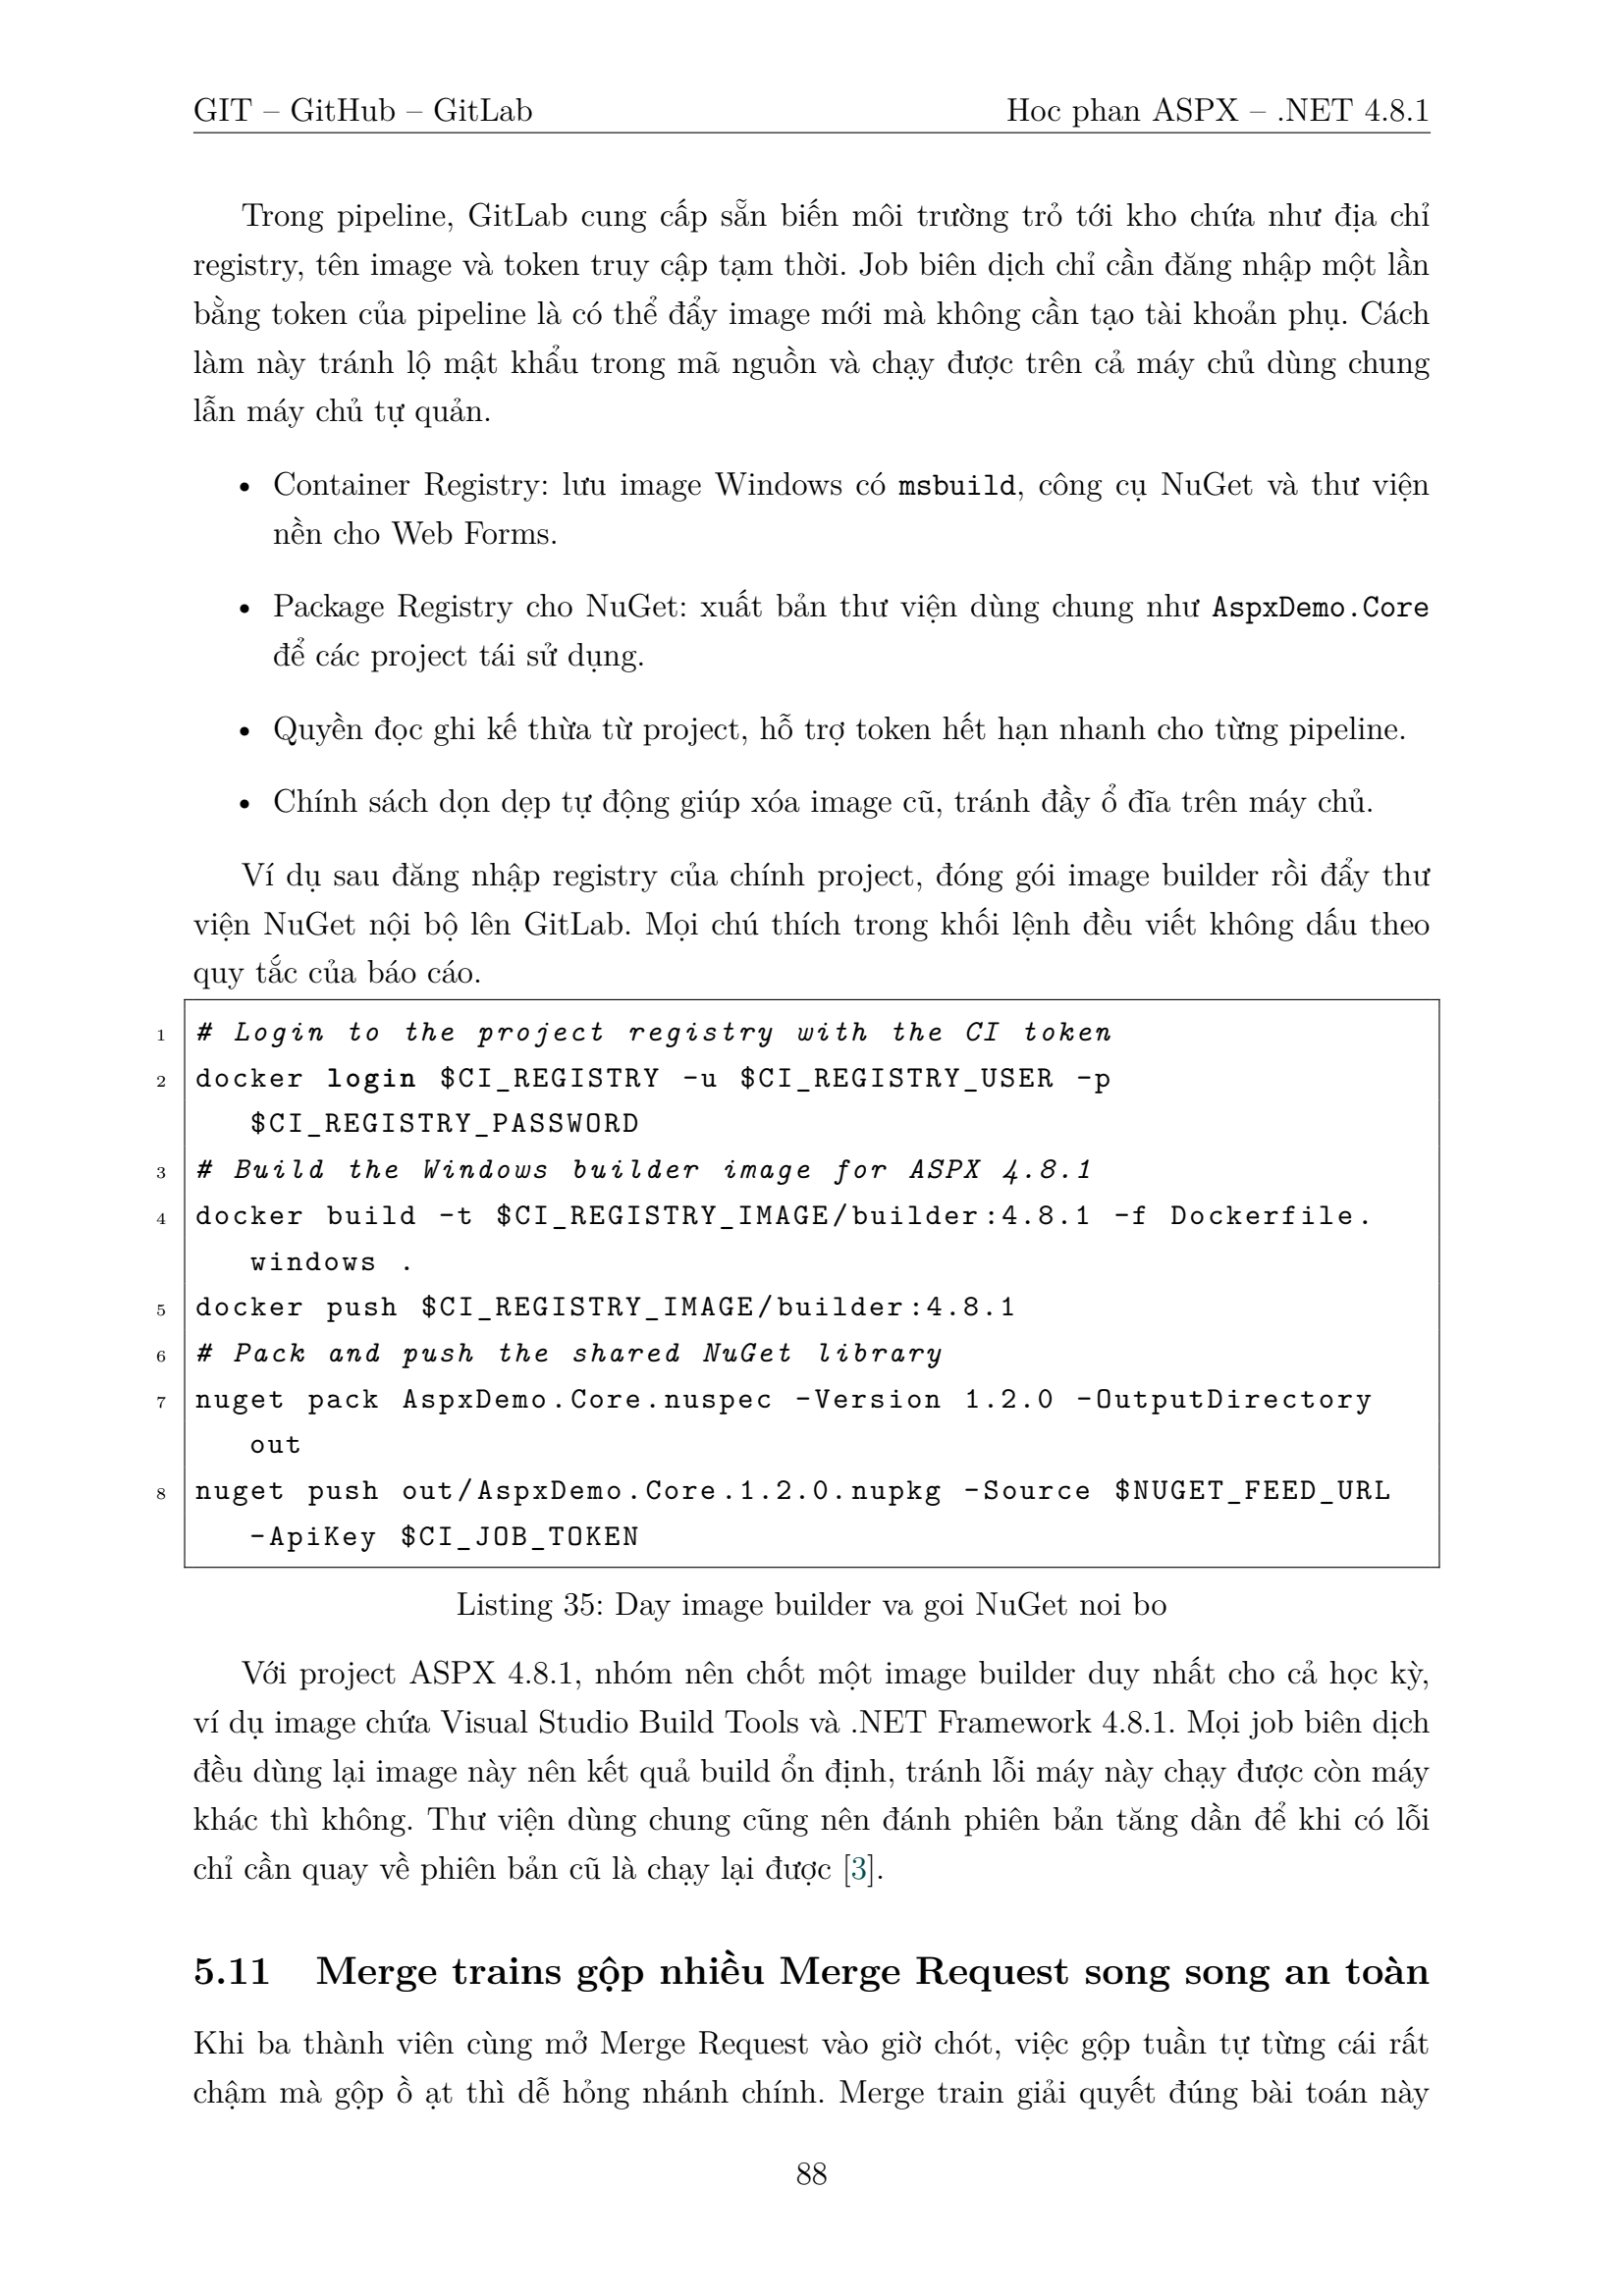 GIT – GitHub – GitLab
Hoc phan ASPX – .NET 4.8.1
Trong pipeline, GitLab cung cấp sẵn biến môi trường trỏ tới kho chứa như địa chỉ
registry, tên image và token truy cập tạm thời. Job biên dịch chỉ cần đăng nhập một lần
bằng token của pipeline là có thể đẩy image mới mà không cần tạo tài khoản phụ. Cách
làm này tránh lộ mật khẩu trong mã nguồn và chạy được trên cả máy chủ dùng chung
lẫn máy chủ tự quản.
• Container Registry: lưu image Windows có msbuild, công cụ NuGet và thư viện
nền cho Web Forms.
• Package Registry cho NuGet: xuất bản thư viện dùng chung như AspxDemo.Core
để các project tái sử dụng.
• Quyền đọc ghi kế thừa từ project, hỗ trợ token hết hạn nhanh cho từng pipeline.
• Chính sách dọn dẹp tự động giúp xóa image cũ, tránh đầy ổ đĩa trên máy chủ.
Ví dụ sau đăng nhập registry của chính project, đóng gói image builder rồi đẩy thư
viện NuGet nội bộ lên GitLab. Mọi chú thích trong khối lệnh đều viết không dấu theo
quy tắc của báo cáo.
1 # Login to the project registry with the CI token
2 docker login $CI_REGISTRY -u $CI_REGISTRY_USER -p
$CI_REGISTRY_PASSWORD
3 # Build the Windows builder image for ASPX 4.8.1
4 docker build -t $CI_REGISTRY_IMAGE/builder:4.8.1 -f Dockerfile.
windows .
5 docker push $CI_REGISTRY_IMAGE/builder:4.8.1
6 # Pack and push the shared NuGet library
7 nuget pack AspxDemo.Core.nuspec -Version 1.2.0 -OutputDirectory
out
8 nuget push out/AspxDemo.Core.1.2.0.nupkg -Source $NUGET_FEED_URL
-ApiKey $CI_JOB_TOKEN
Listing 35: Day image builder va goi NuGet noi bo
Với project ASPX 4.8.1, nhóm nên chốt một image builder duy nhất cho cả học kỳ,
ví dụ image chứa Visual Studio Build Tools và .NET Framework 4.8.1. Mọi job biên dịch
đều dùng lại image này nên kết quả build ổn định, tránh lỗi máy này chạy được còn máy
khác thì không. Thư viện dùng chung cũng nên đánh phiên bản tăng dần để khi có lỗi
chỉ cần quay về phiên bản cũ là chạy lại được [3].
5.11 Merge trains gộp nhiều Merge Request song song an toàn
Khi ba thành viên cùng mở Merge Request vào giờ chót, việc gộp tuần tự từng cái rất
chậm mà gộp ồ ạt thì dễ hỏng nhánh chính. Merge train giải quyết đúng bài toán này
88